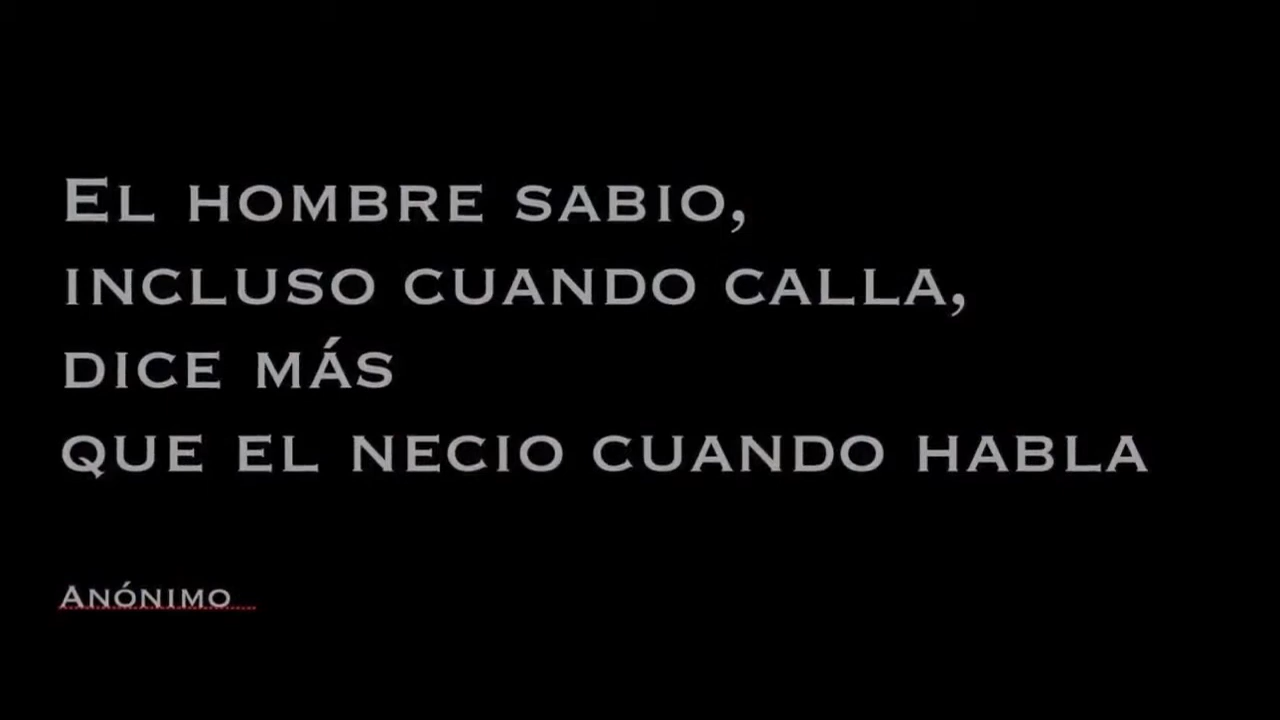 El hombre sabio,
incluso cuando calla,
dice más
que el necio cuando habla
Anónimo